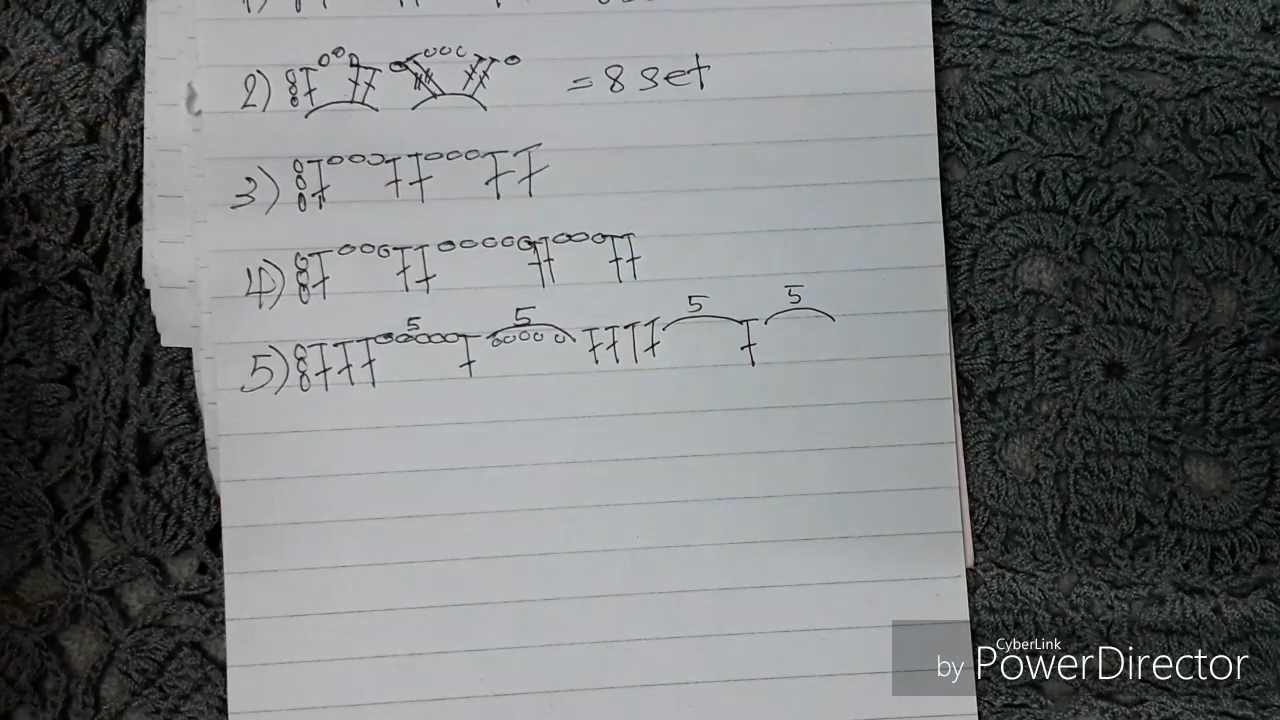 2) = 8 set
3)
4)
5) 5 5 5 5
CyberLink
by PowerDirector